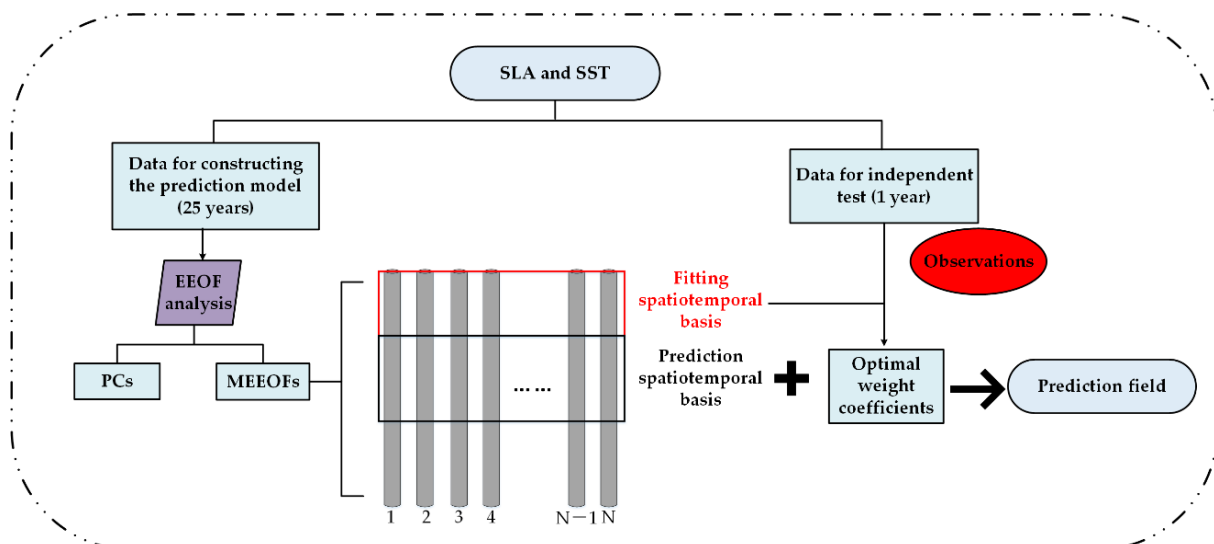 SLA and SST
Data for constructing
the prediction model
(25 years)
Data for independent
test (1 year)
EEOF
analysis
Observations
Fitting
spatiotemporal
basis
PCs
MEEOFs
Prediction
spatiotemporal
basis
Optimal
weight
coefficients
Prediction field
... ...
1 2 3 4 N−1 N